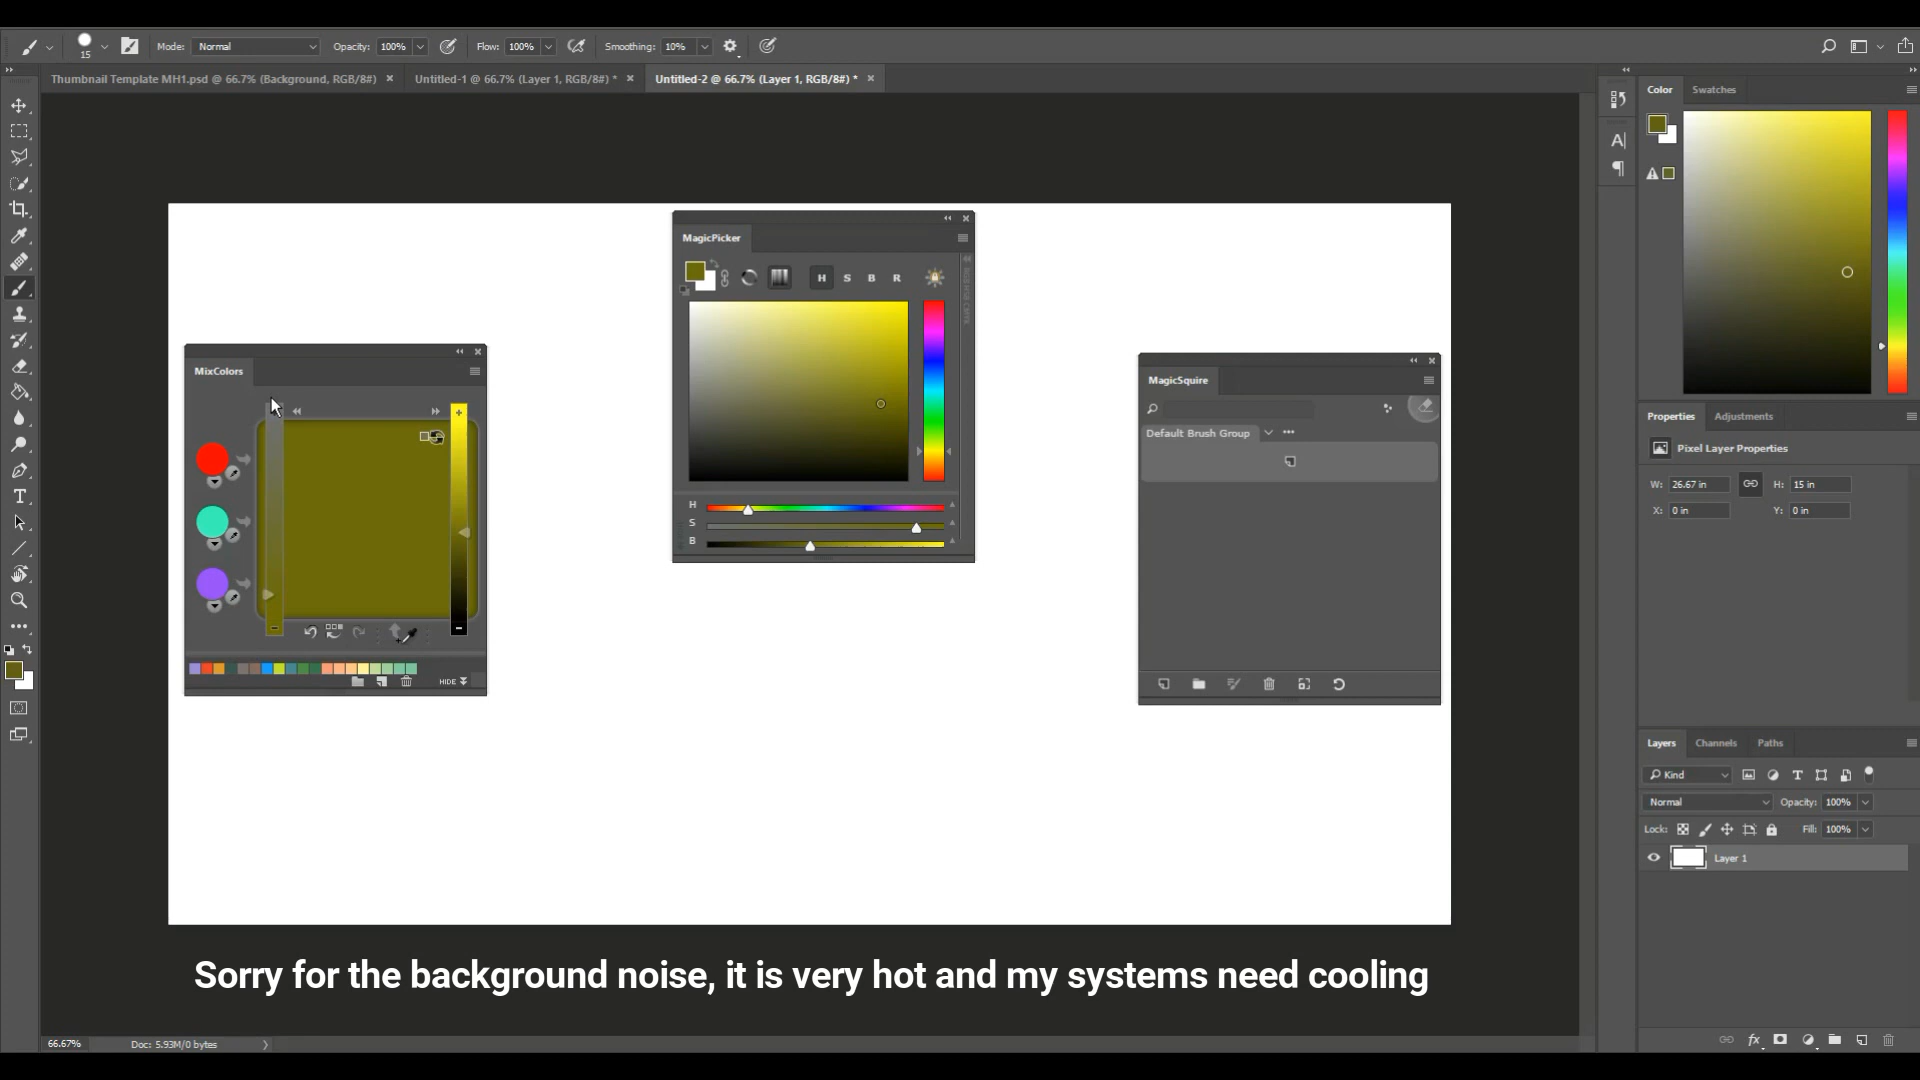 15
Mode: Normal
Opacity: 100%
Flow: 100%
Smoothing: 10%
Thumbnail Template MH1.psd @ 66.7% (Background, RGB/8#)
Untitled-1 @ 66.7% (Layer 1, RGB/8#) *
Untitled-2 @ 66.7% (Layer 1, RGB/8#) *
MixColors
HIDE
MagicPicker
H S B R
H
S
B
MagicSquire
Default Brush Group
Color Swatches
Properties Adjustments
Pixel Layer Properties
W: 26.67 in H: 15 in
X: 0 in Y: 0 in
Layers Channels Paths
Kind
Normal Opacity: 100%
Lock: Fill: 100%
Layer 1
fx
Sorry for the background noise, it is very hot and my systems need cooling
66.67% Doc: 5.93M/0 bytes